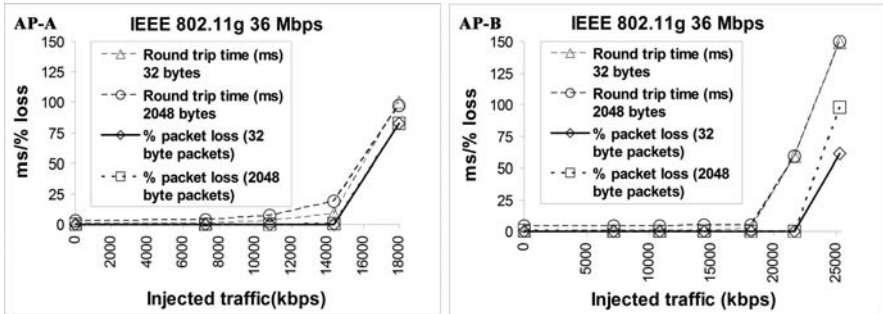 AP-A
IEEE 802.11g 36 Mbps
ms/% loss
150
125
100
75
50
25
0
Round trip time (ms)
32 bytes
Round trip time (ms)
2048 bytes
% packet loss (32
byte packets)
% packet loss (2048
byte packets)
0
2000
4000
6000
8000
10000
12000
14000
16000
18000
Injected traffic(kbps)
AP-B
IEEE 802.11g 36 Mbps
ms/% loss
150
125
100
75
50
25
0
Round trip time (ms)
32 bytes
Round trip time (ms)
2048 bytes
% packet loss (32
byte packets)
% packet loss (2048
byte packets)
0
5000
10000
15000
20000
25000
Injected traffic (kbps)